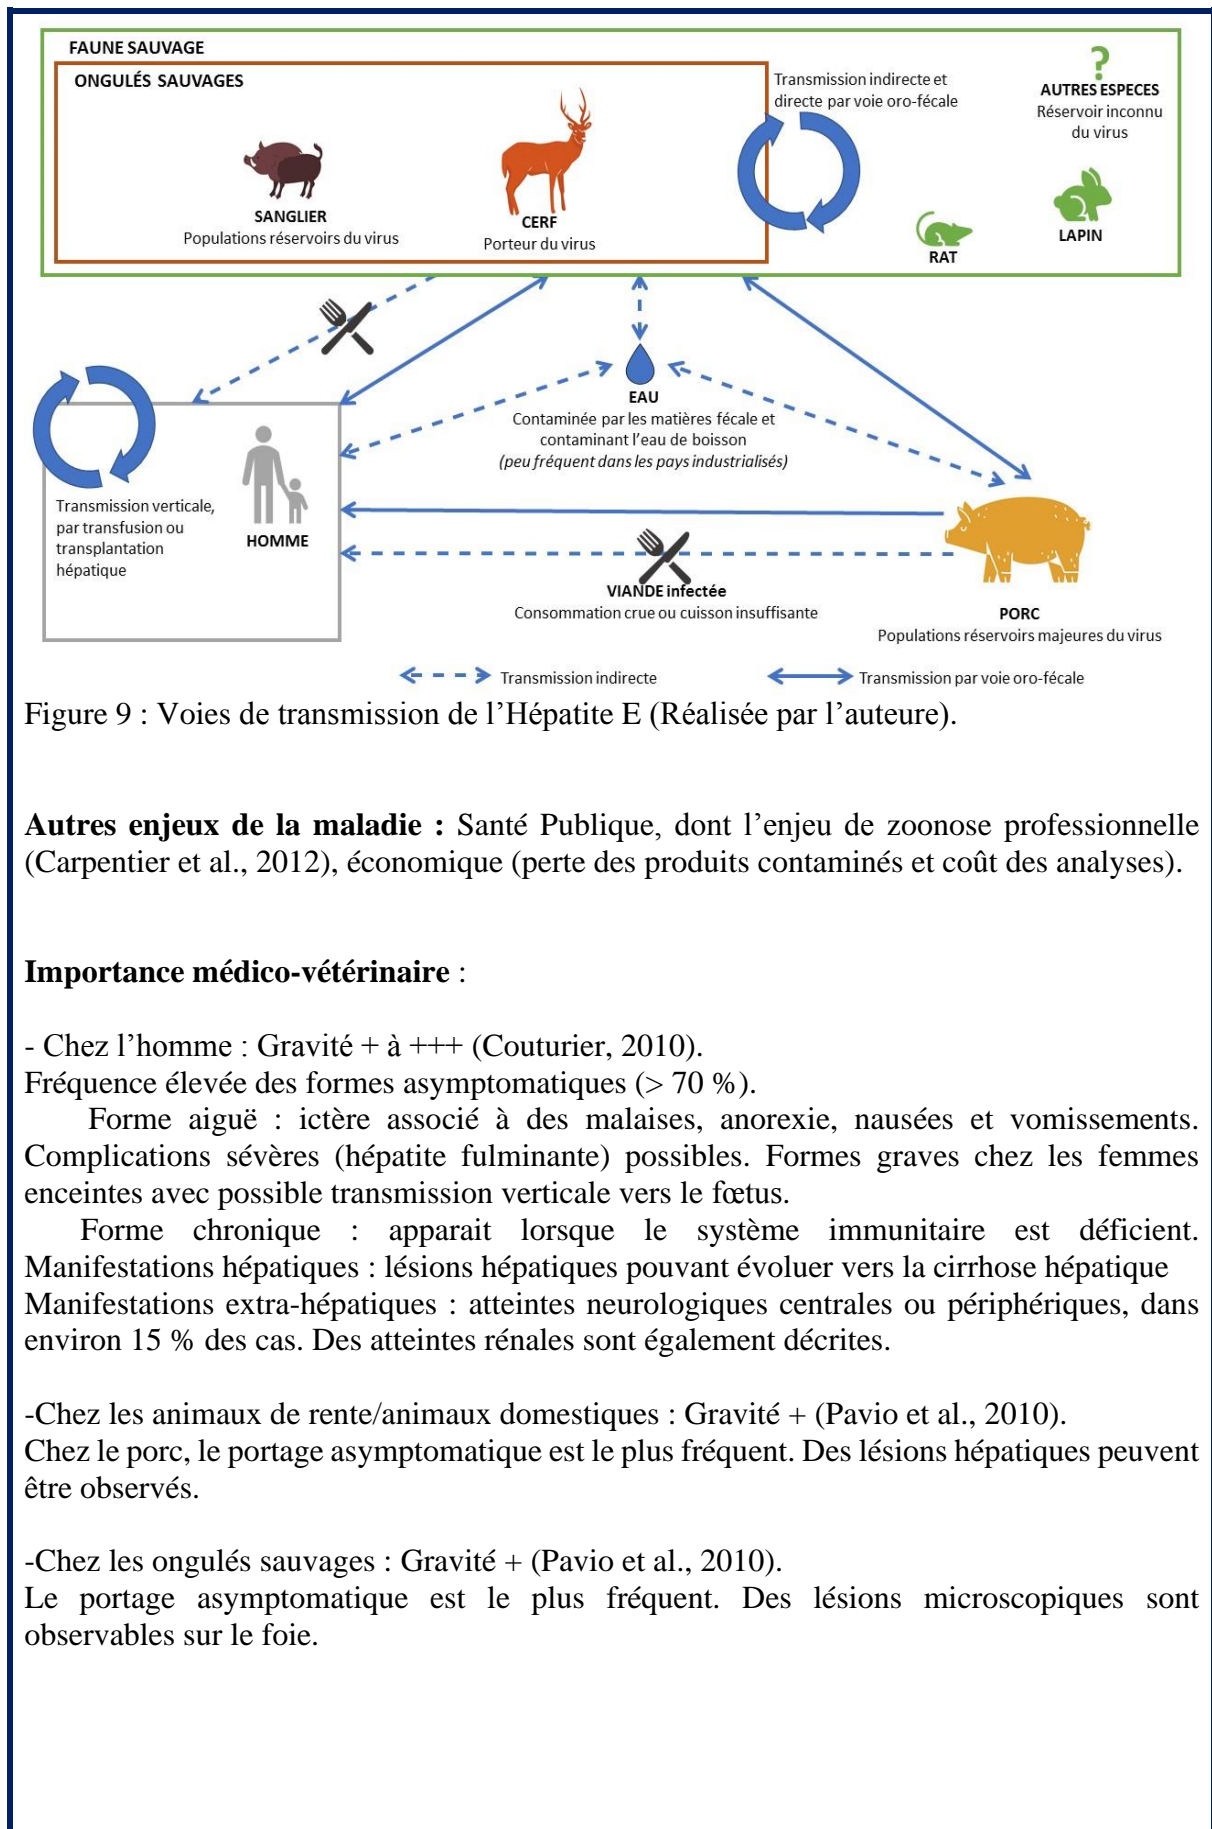 FAUNE SAUVAGE
ONGULÉS SAUVAGES
Transmission indirecte et
directe par voie oro-fécale
?
AUTRES ESPECES
Réservoir inconnu
du virus
SANGLIER
Populations réservoirs du virus
CERF
Porteur du virus
RAT
LAPIN
EAU
Contaminée par les matières fécale et
contaminant l'eau de boisson
(peu fréquent dans les pays industrialisés)
Transmission verticale,
par transfusion ou
transplantation
hépatique
HOMME
VIANDE infectée
Consommation crue ou cuisson insuffisante
PORC
Populations réservoirs majeures du virus
Transmission indirecte
Transmission par voie oro-fécale
Figure 9 : Voies de transmission de l'Hépatite E (Réalisée par l'auteure).
Autres enjeux de la maladie : Santé Publique, dont l'enjeu de zoonose professionnelle
(Carpentier et al., 2012), économique (perte des produits contaminés et coût des analyses).
Importance médico-vétérinaire :
- Chez l'homme : Gravité + à +++ (Couturier, 2010).
Fréquence élevée des formes asymptomatiques (> 70 %).
Forme aiguë : ictère associé à des malaises, anorexie, nausées et vomissements.
Complications sévères (hépatite fulminante) possibles. Formes graves chez les femmes
enceintes avec possible transmission verticale vers le fœtus.
Forme chronique : apparait lorsque le système immunitaire est déficient.
Manifestations hépatiques : lésions hépatiques pouvant évoluer vers la cirrhose hépatique
Manifestations extra-hépatiques : atteintes neurologiques centrales ou périphériques, dans
environ 15 % des cas. Des atteintes rénales sont également décrites.
-Chez les animaux de rente/animaux domestiques : Gravité + (Pavio et al., 2010).
Chez le porc, le portage asymptomatique est le plus fréquent. Des lésions hépatiques peuvent
être observés.
-Chez les ongulés sauvages : Gravité + (Pavio et al., 2010).
Le portage asymptomatique est le plus fréquent. Des lésions microscopiques sont
observables sur le foie.